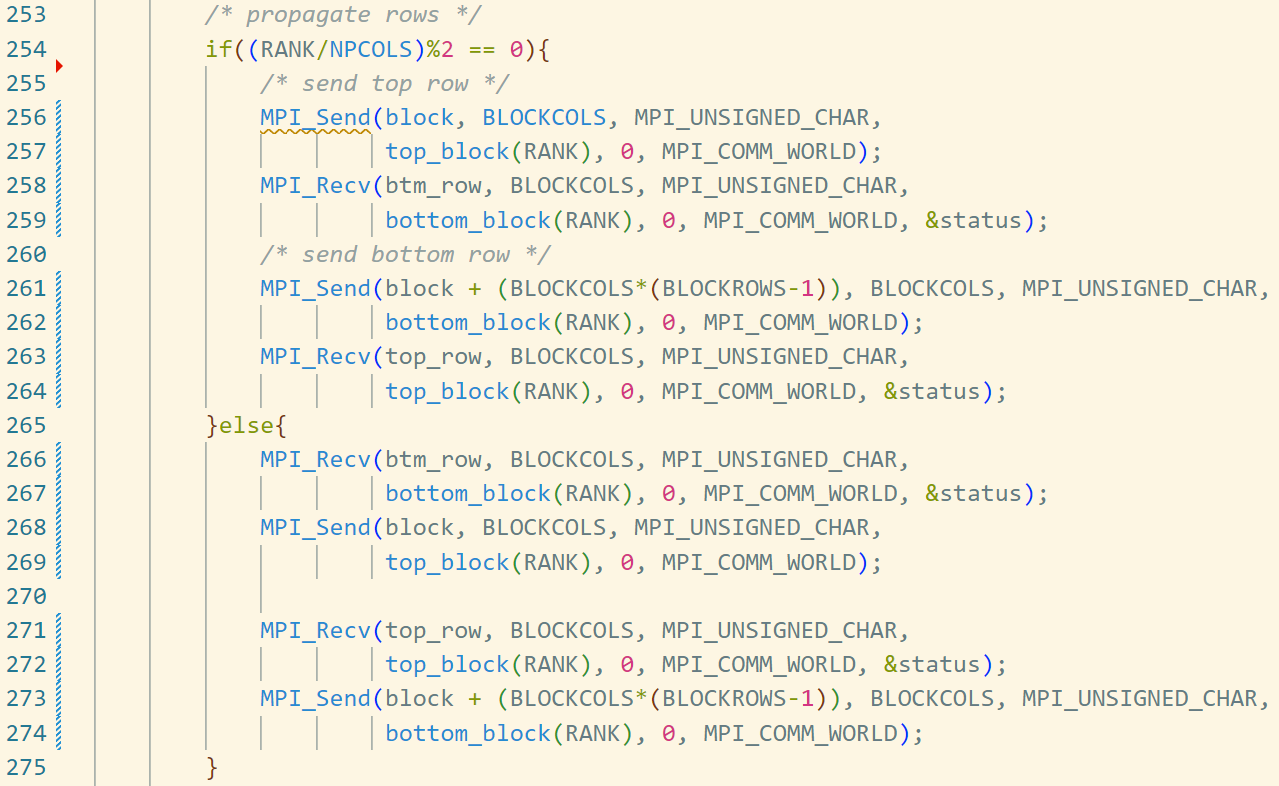 253 /* propagate rows */
254 if((RANK/NPCOLS)%2 == 0){
255 /* send top row */
256 MPI_Send(block, BLOCKCOLS, MPI_UNSIGNED_CHAR,
257 top_block(RANK), 0, MPI_COMM_WORLD);
258 MPI_Recv(btm_row, BLOCKCOLS, MPI_UNSIGNED_CHAR,
259 bottom_block(RANK), 0, MPI_COMM_WORLD, &status);
260 /* send bottom row */
261 MPI_Send(block + (BLOCKCOLS*(BLOCKROWS-1)), BLOCKCOLS, MPI_UNSIGNED_CHAR,
262 bottom_block(RANK), 0, MPI_COMM_WORLD);
263 MPI_Recv(top_row, BLOCKCOLS, MPI_UNSIGNED_CHAR,
264 top_block(RANK), 0, MPI_COMM_WORLD, &status);
265 }else{
266 MPI_Recv(btm_row, BLOCKCOLS, MPI_UNSIGNED_CHAR,
267 bottom_block(RANK), 0, MPI_COMM_WORLD, &status);
268 MPI_Send(block, BLOCKCOLS, MPI_UNSIGNED_CHAR,
269 top_block(RANK), 0, MPI_COMM_WORLD);
270
271 MPI_Recv(top_row, BLOCKCOLS, MPI_UNSIGNED_CHAR,
272 top_block(RANK), 0, MPI_COMM_WORLD, &status);
273 MPI_Send(block + (BLOCKCOLS*(BLOCKROWS-1)), BLOCKCOLS, MPI_UNSIGNED_CHAR,
274 bottom_block(RANK), 0, MPI_COMM_WORLD);
275 }